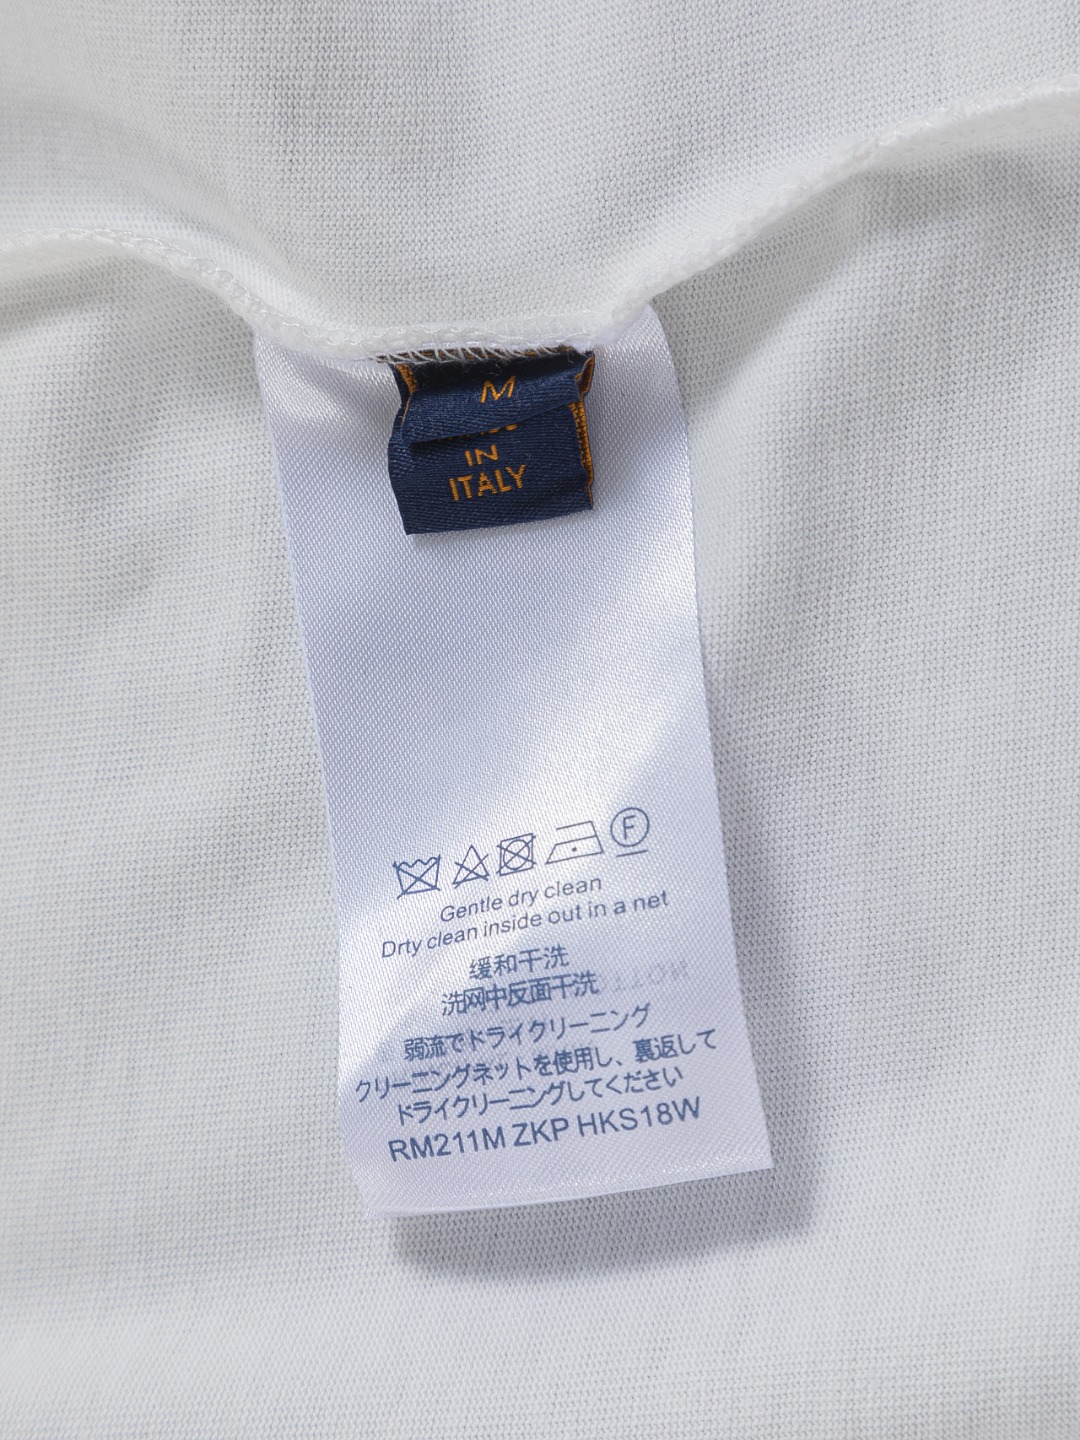 M
IN
ITALY
F
Gentle dry clean
Drty clean inside out in a net
缓和干洗
洗网中反面干洗
弱流でドライクリーニング
クリーニングネットを使用し、裏返して
ドライクリーニングしてください
RM211M ZKP HKS18W